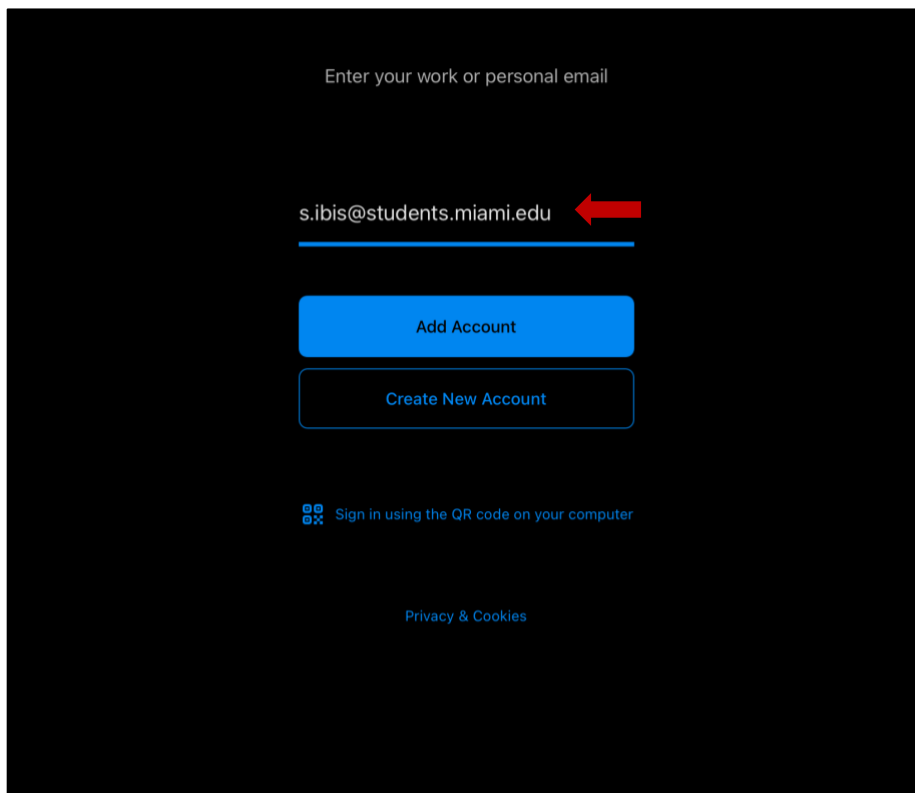 Enter your work or personal email
s.ibis@students.miami.edu
Add Account
Create New Account
Sign in using the QR code on your computer
Privacy & Cookies